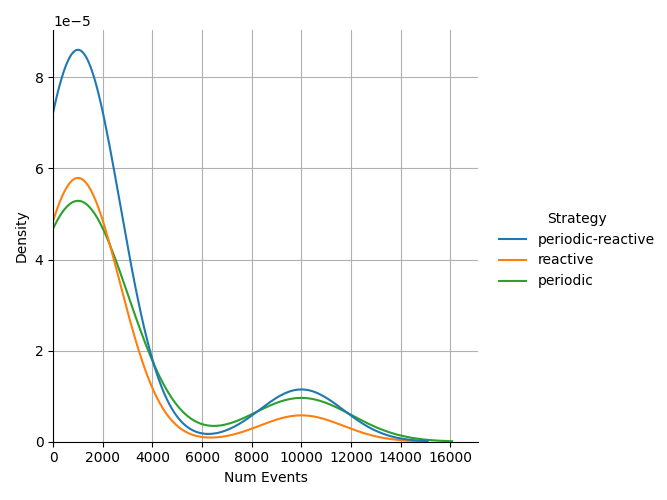 1e−5
8
6
4
2
0
Density
0 2000 4000 6000 8000 10000 12000 14000 16000
Num Events
Strategy
periodic-reactive
reactive
periodic